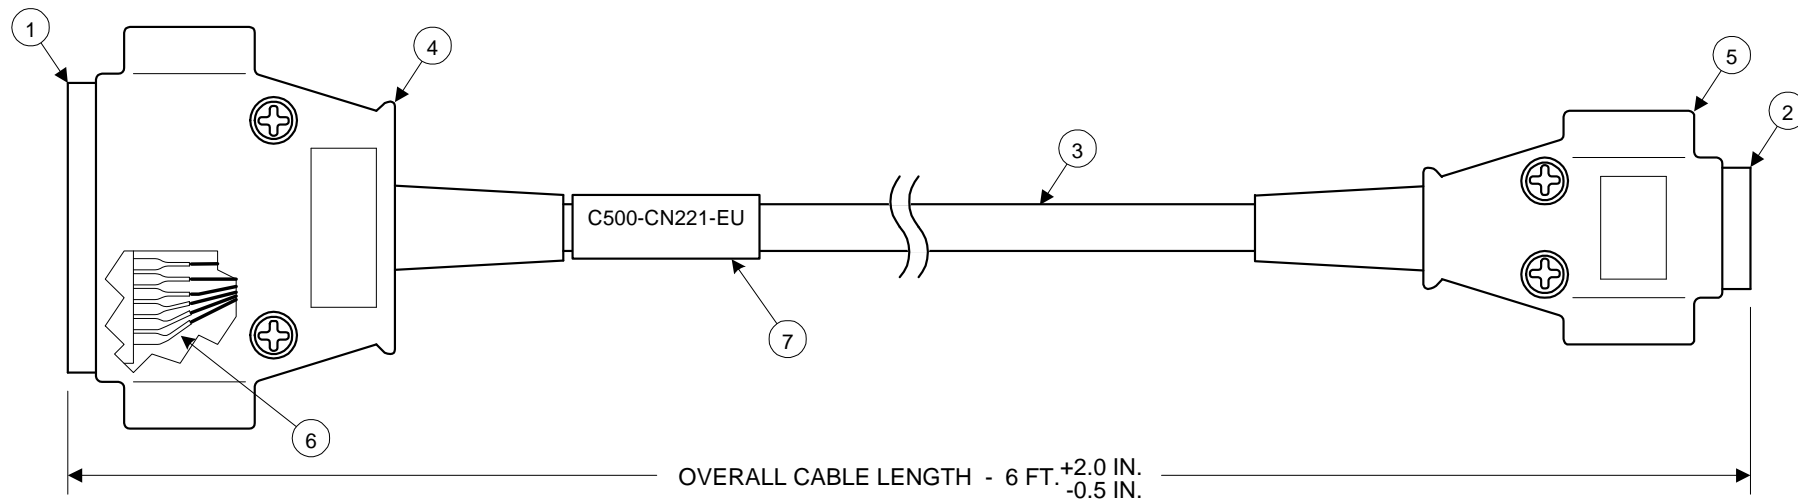 1
4
5
2
3
C500-CN221-EU
7
6
OVERALL CABLE LENGTH - 6 FT. +2.0 IN.
-0.5 IN.